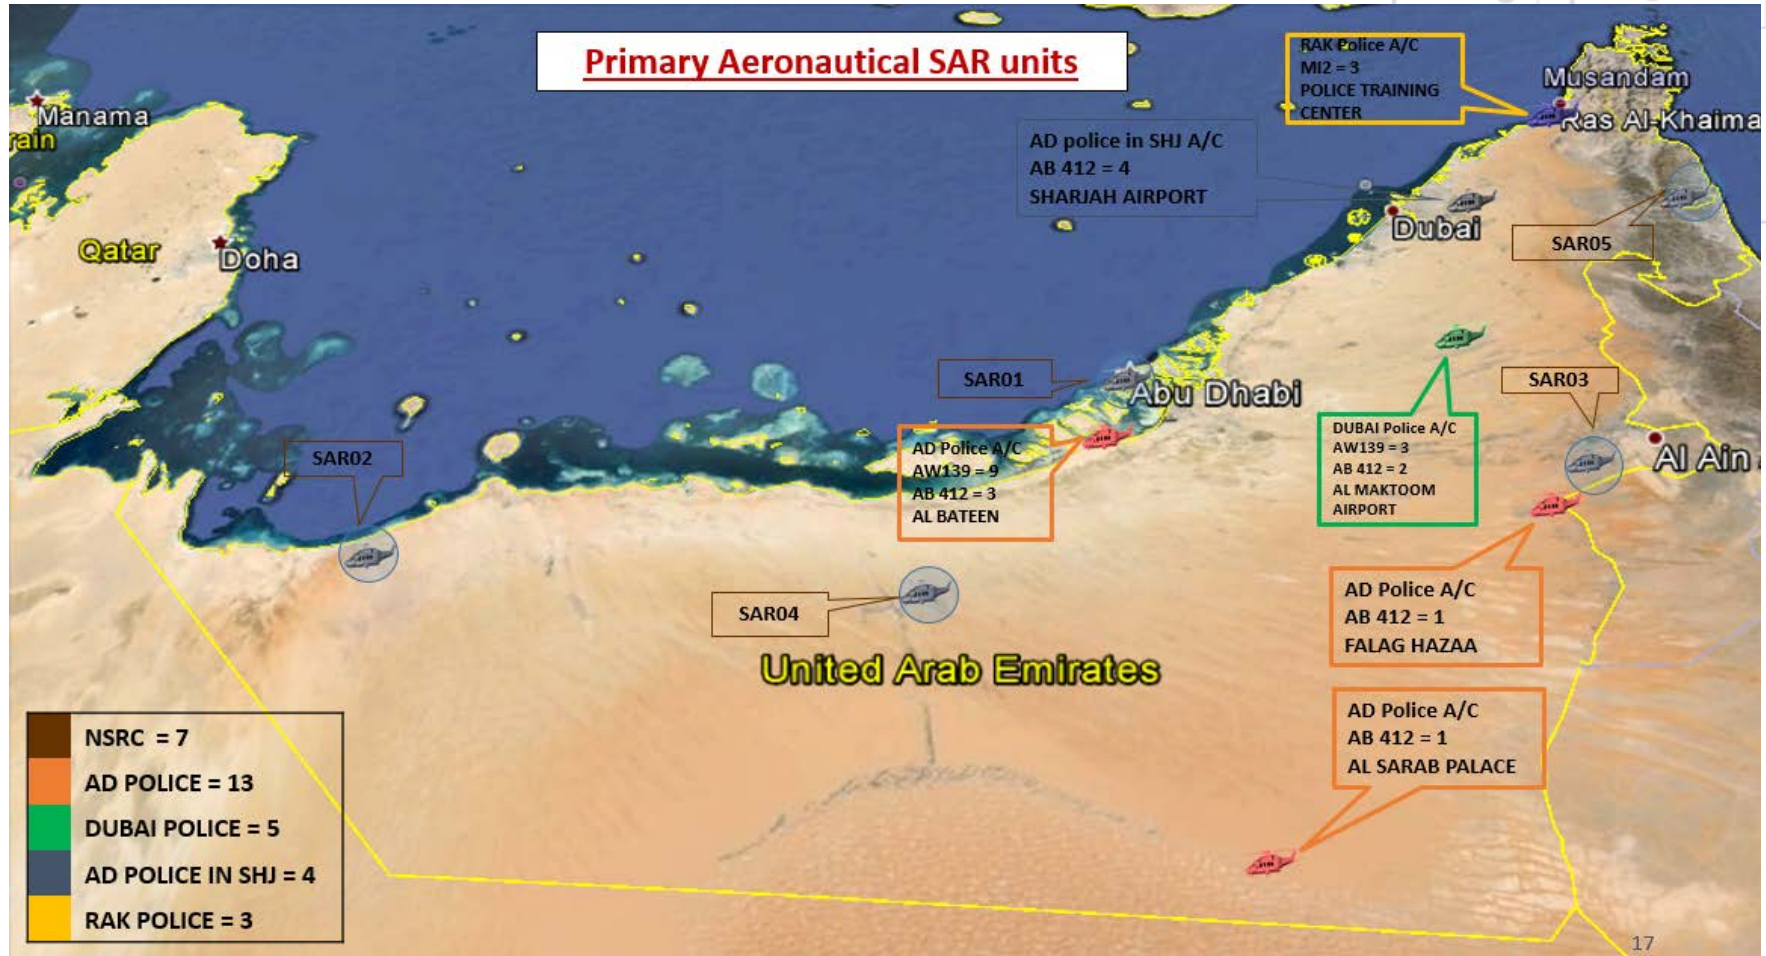 Primary Aeronautical SAR units
RAK Police A/C
MI2 = 3
POLICE TRAINING
CENTER
Musandam
Ras Al-Khaima
Manama
rain
AD police in SHJ A/C
AB 412 = 4
SHARJAH AIRPORT
Dubai
SAR05
Qatar
Doha
SAR01
Abu Dhabi
SAR03
AD Police A/C
AW139 = 9
AB 412 = 3
AL BATEEN
DUBAI Police A/C
AW139 = 3
AB 412 = 2
AL MAKTOOM
AIRPORT
Al Ain
SAR02
SAR04
AD Police A/C
AB 412 = 1
FALAG HAZAA
United Arab Emirates
AD Police A/C
AB 412 = 1
AL SARAB PALACE
NSRC = 7
AD POLICE = 13
DUBAI POLICE = 5
AD POLICE IN SHJ = 4
RAK POLICE = 3
17